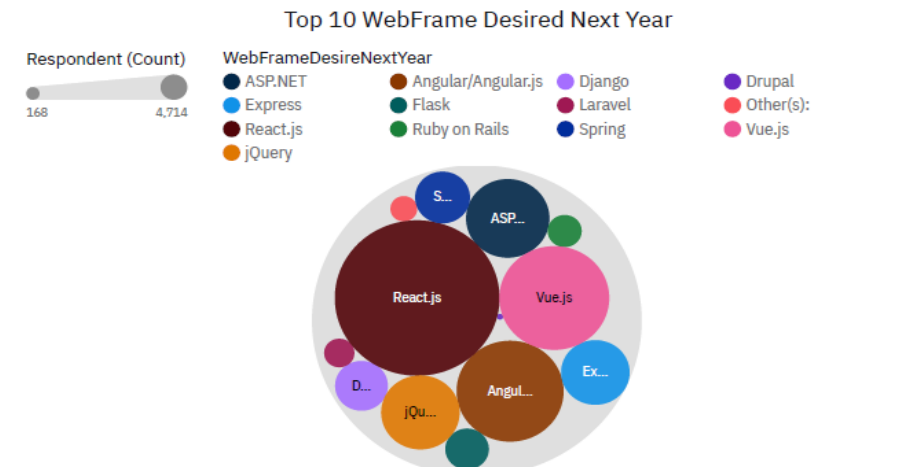 Top 10 WebFrame Desired Next Year
Respondent (Count)
168 4,714
WebFrameDesireNextYear
ASP.NET Angular/Angular.js Django Drupal
Express Flask Laravel Other(s):
React.js Ruby on Rails Spring Vue.js
jQuery
S...
ASP...
React.js
Vue.js
D...
jQu...
Angul...
Ex...